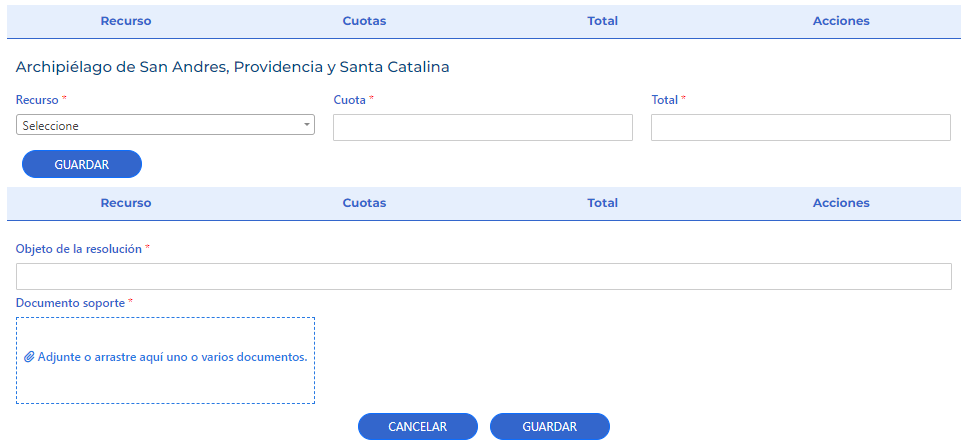 Recurso Cuotas Total Acciones
Archipiélago de San Andres, Providencia y Santa Catalina
Recurso * Cuota * Total *
Seleccione
GUARDAR
Recurso Cuotas Total Acciones
Objeto de la resolución *
Documento soporte *
Adjunte o arrastre aquí uno o varios documentos.
CANCELAR GUARDAR